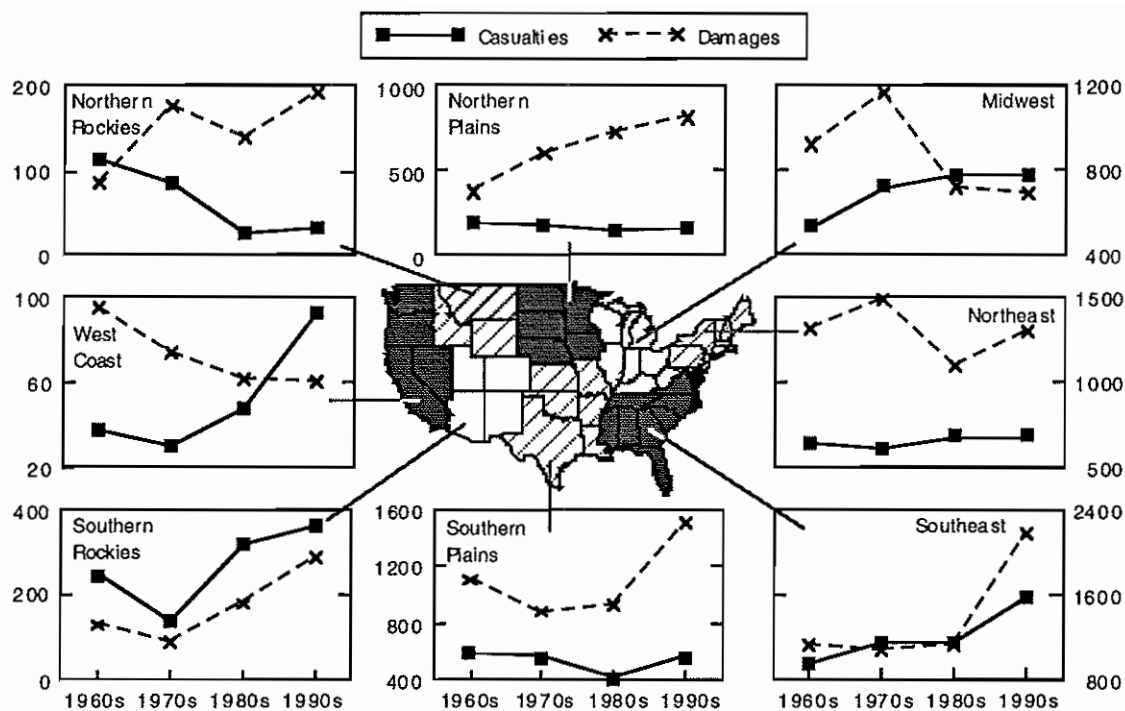 Casualties Damages
200
100
0
Northern
Rockies
1000
500
0
Northern
Plains
Midwest
1200
800
400
100
60
20
West
Coast
Northeast
1500
1000
500
400
200
0
Southern
Rockies
1600
1200
800
400
Southern
Plains
Southeast
2400
1600
800
1960s 1970s 1980s 1990s
1960s 1970s 1980s 1990s
1960s 1970s 1980s 1990s